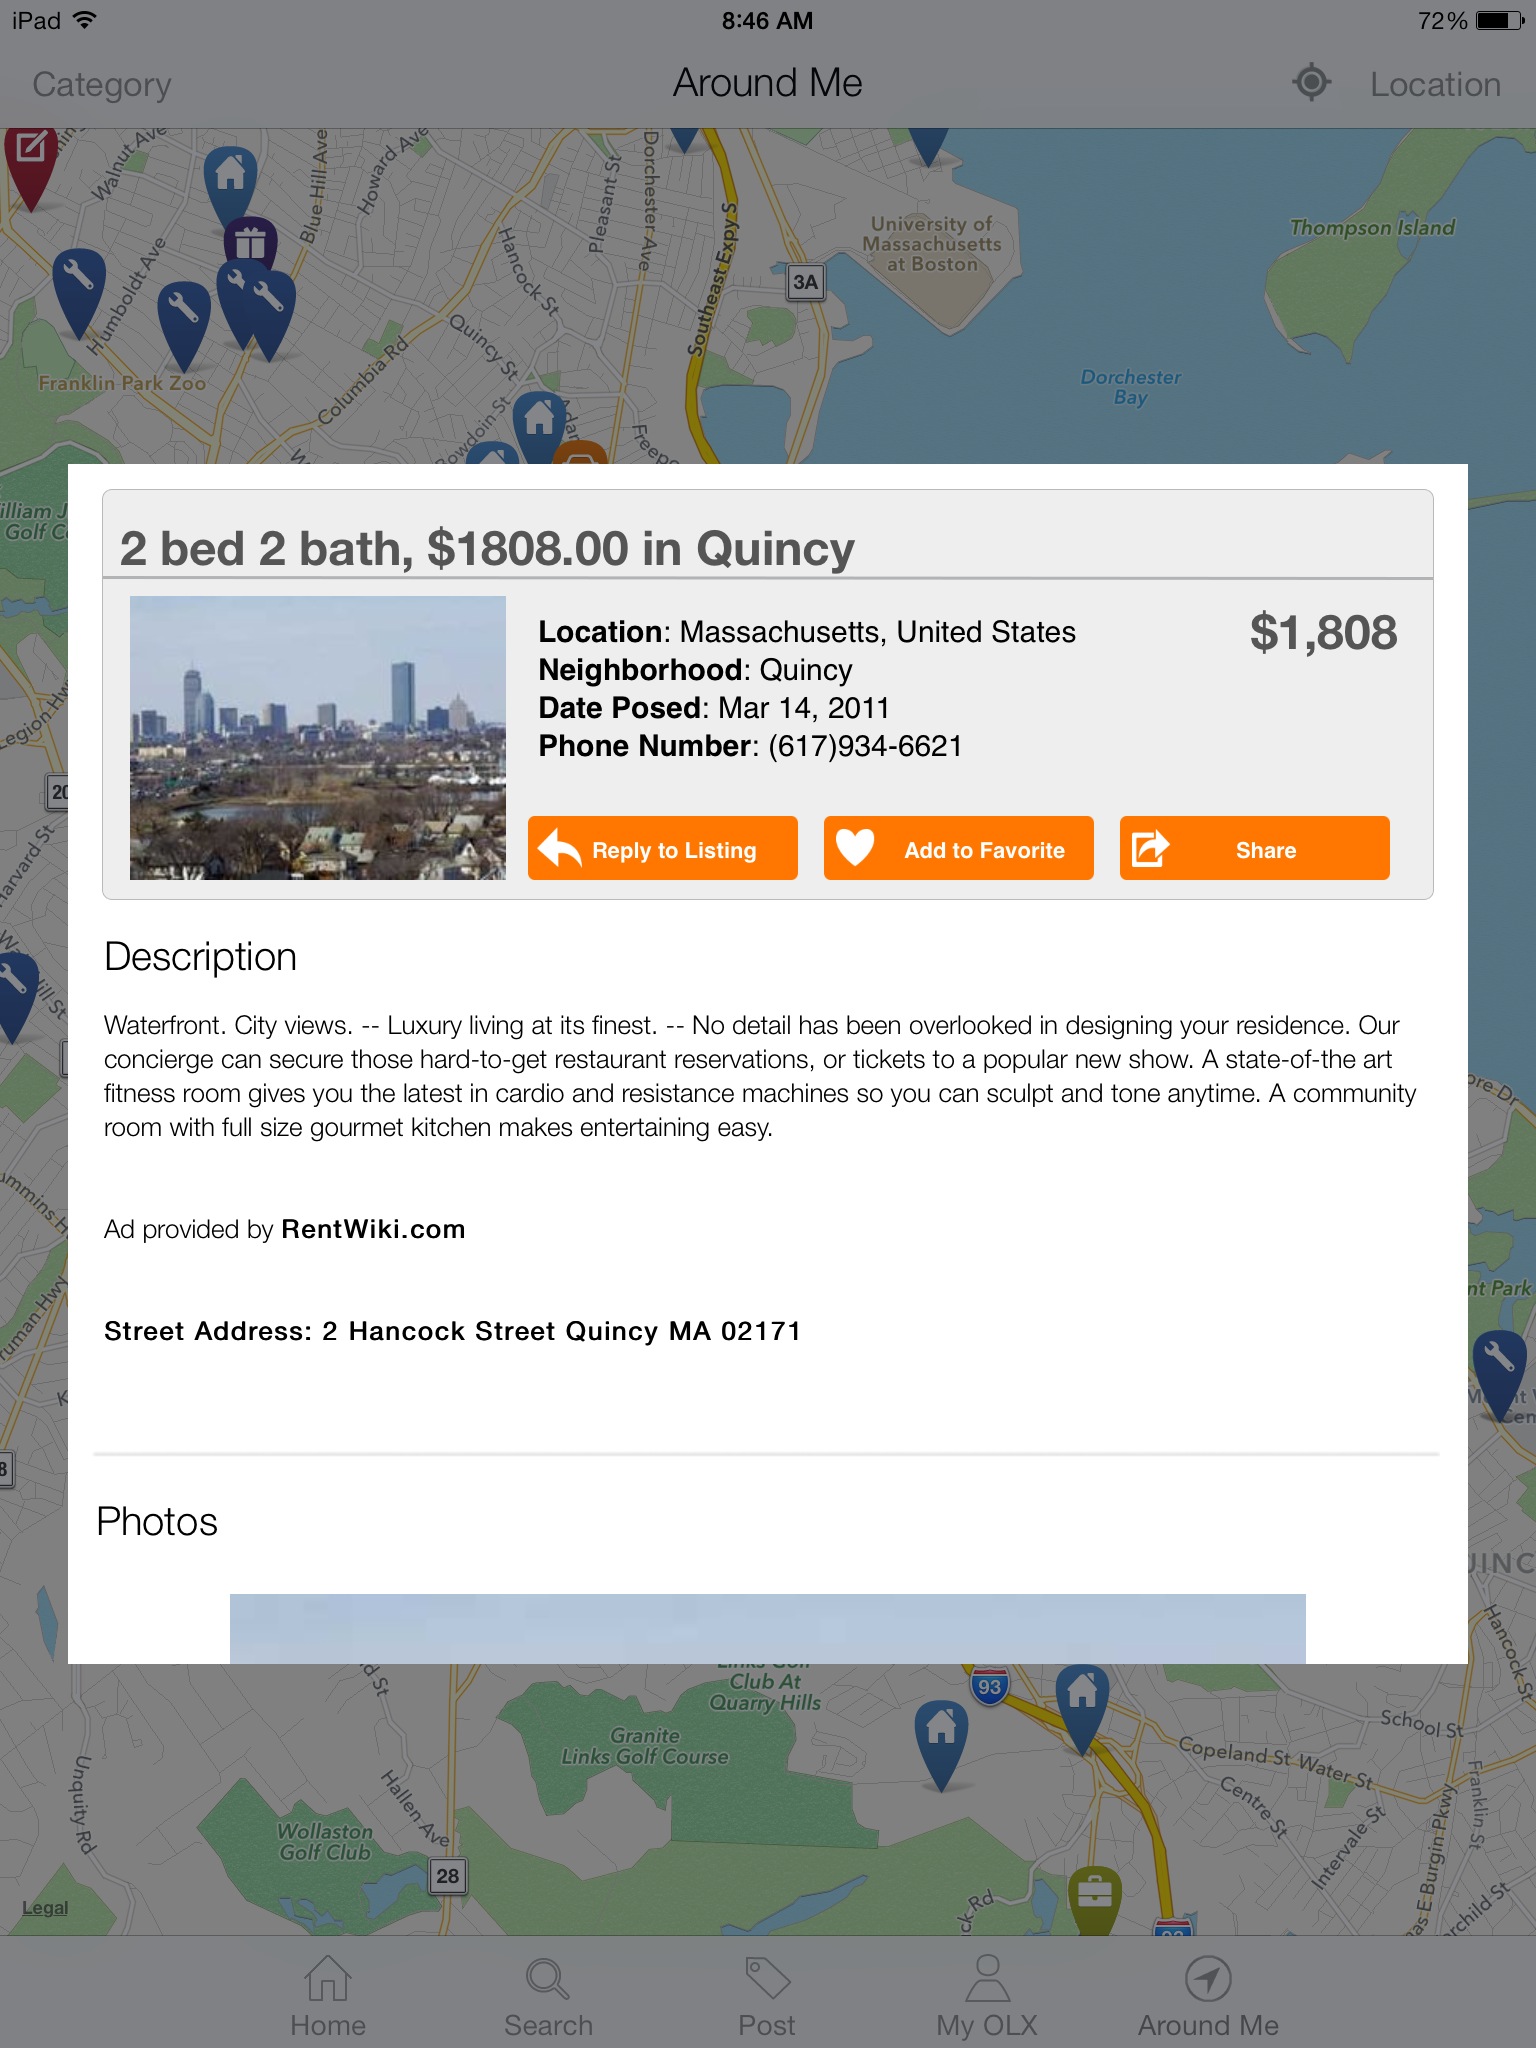 iPad
8:46 AM
72%
Category
Around Me
Location
Walnut Ave
Blue Hill Ave
Howard Ave
Pleasant St
Dorchester Ave
Southeast Expy S
Hancock St
Humboldt Ave
University of
Massachusetts
at Boston
3A
Thompson Island
Quincy St
Columbia Rd
Franklin Park Zoo
Dorchester
Bay
Bowdoin St
2 bed 2 bath, $1808.00 in Quincy
Location: Massachusetts, United States
$1,808
Neighborhood: Quincy
Date Posed: Mar 14, 2011
Phone Number: (617)934-6621
Reply to Listing
Add to Favorite
Share
Description
Waterfront. City views. -- Luxury living at its finest. -- No detail has been overlooked in designing your residence. Our
concierge can secure those hard-to-get restaurant reservations, or tickets to a popular new show. A state-of-the art
fitness room gives you the latest in cardio and resistance machines so you can sculpt and tone anytime. A community
room with full size gourmet kitchen makes entertaining easy.
Ad provided by RentWiki.com
Street Address: 2 Hancock Street Quincy MA 02171
Photos
Golf
Legion Hwy
Park
Links Golf
Club At
Quarry Hills
93
Granite
Links Golf Course
School St
Copeland St
Water St
Hancock St
Centre St
Franklin St
Intervale St
E Burgin Pkwy
Unquity Rd
Hallen Ave
Wollaston
Golf Club
28
Legal
Home
Search
Post
My OLX
Around Me